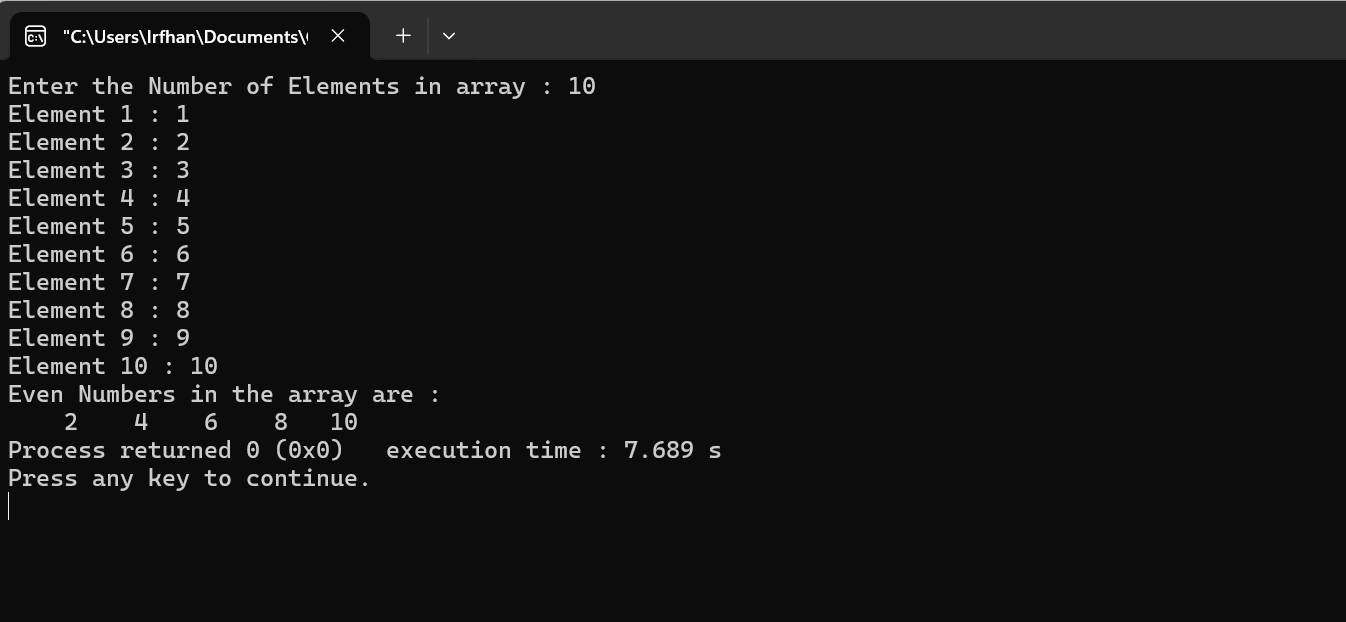 "C:\Users\Irfhan\Documents\
Enter the Number of Elements in array : 10
Element 1 : 1
Element 2 : 2
Element 3 : 3
Element 4 : 4
Element 5 : 5
Element 6 : 6
Element 7 : 7
Element 8 : 8
Element 9 : 9
Element 10 : 10
Even Numbers in the array are :
    2    4    6    8   10
Process returned 0 (0x0)   execution time : 7.689 s
Press any key to continue.